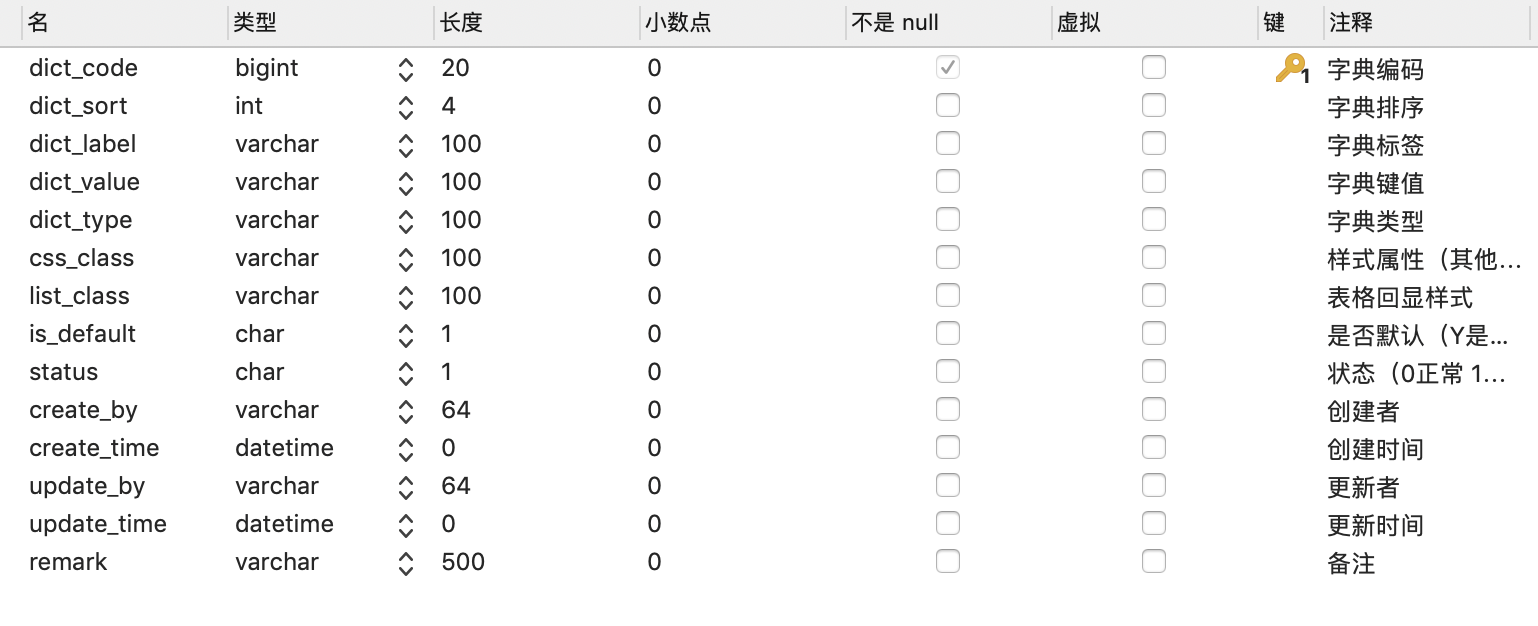 名 类型 长度 小数点 不是 null 虚拟 键 注释
dict_code bigint 20 0 1 字典编码
dict_sort int 4 0 字典排序
dict_label varchar 100 0 字典标签
dict_value varchar 100 0 字典键值
dict_type varchar 100 0 字典类型
css_class varchar 100 0 样式属性（其他...
list_class varchar 100 0 表格回显样式
is_default char 1 0 是否默认（Y是...
status char 1 0 状态（0正常 1...
create_by varchar 64 0 创建者
create_time datetime 0 0 创建时间
update_by varchar 64 0 更新者
update_time datetime 0 0 更新时间
remark varchar 500 0 备注